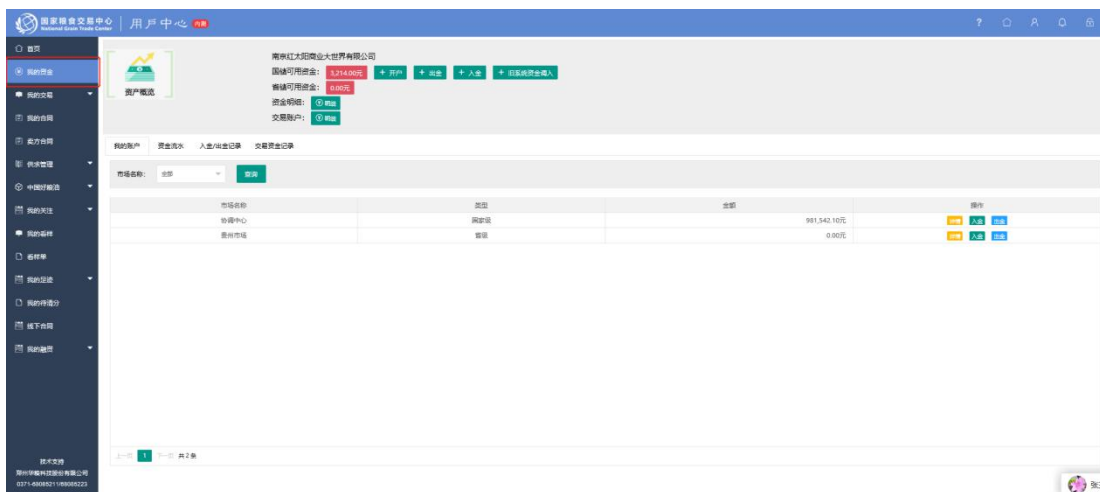 国家粮食交易中心
National Grain Trade Center
用户中心 内测
?
首页
我的资金
我的交易
我的合同
卖方合同
供求管理
中国好粮油
我的关注
我的看样
看样单
我的足迹
我的待清分
线下合同
我的融资
技术支持
郑州华粮科技股份有限公司
资产概览
南京红太阳商业大世界有限公司
国储可用资金: 3,214.00元 + 开户 + 出金 + 入金 + 旧系统资金调入
省储可用资金: 0.00元
资金明细: 明细
交易账户: 明细
我的账户 资金流水 入金/出金记录 交易资金记录
市场名称: 全部 查询
市场名称 类型 金额 操作
协调中心 国家级 981,542.10元 入金 出金
贵州市场 省级 0.00元 入金 出金
上一页 1 下一页 共2条